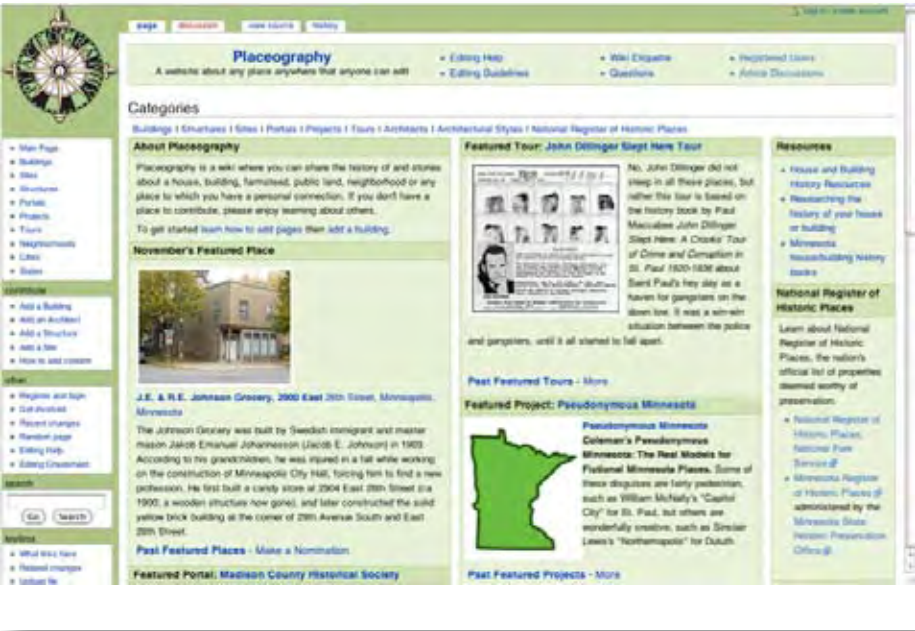 page discussion view source history
Placeography
A website about any place anywhere that anyone can edit
Editing Help
Editing Guidelines
Wiki Etiquette
Questions
Registered Users
Article Discussions
Categories
Buildings | Structures | Sites | Portals | Projects | Tours | Architects | Architectural Styles | National Register of Historic Places
Main Page
Buildings
Sites
Structures
Portals
Projects
Tours
Neighborhoods
Cities
States
contribute
Add a Building
Add an Architect
Add a Structure
Add a Site
How to add content
other
Register and login
Get involved
Recent changes
Random page
Editing Help
search
Go Search
toolbox
What links here
Related changes
Upload file
About Placeography
Placeography is a wiki where you can share the history of and stories
about a house, building, farmstead, public land, neighborhood or any
place to which you have a personal connection. If you don't have a
place to contribute, please enjoy learning about others.
To get started learn how to add pages then add a building.
November's Featured Place
J.E. & R.E. Johnson Grocery, 2900 East 26th Street, Minneapolis,
Minnesota
The Johnson Grocery was built by Swedish immigrant and master
mason Jakob Emanuel Johannesson (Jacob E. Johnson) in 1909.
According to his grandchildren, he was injured in a fall while working
on the construction of Minneapolis City Hall, forcing him to find a new
profession. He first built a candy store at 2904 East 26th Street (ca
1900; a wooden structure now gone), and later constructed the solid
yellow brick building at the corner of 29th Avenue South and East
26th Street.
Past Featured Places - Make a Nomination
Featured Portal: Madison County Historical Society
Featured Tour: John Dillinger Slept Here Tour
No, John Dillinger did not
sleep in all these places, but
rather this tour is based on
the history book by Paul
Maccabee John Dillinger
Slept Here: A Crooks' Tour
of Crime and Corruption in
St. Paul 1920-1936 about
Saint Paul's hey day as a
haven for gangsters on the
down low. It was a win-win
situation between the police
and gangsters, until it all started to fall apart.
Past Featured Tours - More
Featured Project: Pseudonymous Minnesota
Pseudonymous Minnesota
Coleman's Pseudonymous
Minnesota: The Real Models for
Fictional Minnesota Places. Some of
these disguises are fairly pedestrian,
such as William McNally's "Capitol
City" for St. Paul, but others are
wonderfully creative, such as Sinclair
Lewis's "Northernapolis" for Duluth.
Past Featured Projects - More
Resources
House and Building
History Resources
Researching the
history of your house
or building
Minnesota
house/building history
books
National Register of
Historic Places
Learn about National
Register of Historic
Places, the nation's
official list of properties
deemed worthy of
preservation.
National Register of
Historic Places,
National Park
Service
Minnesota Register
of Historic Places
administered by the
Minnesota State
Historic Preservation
Office